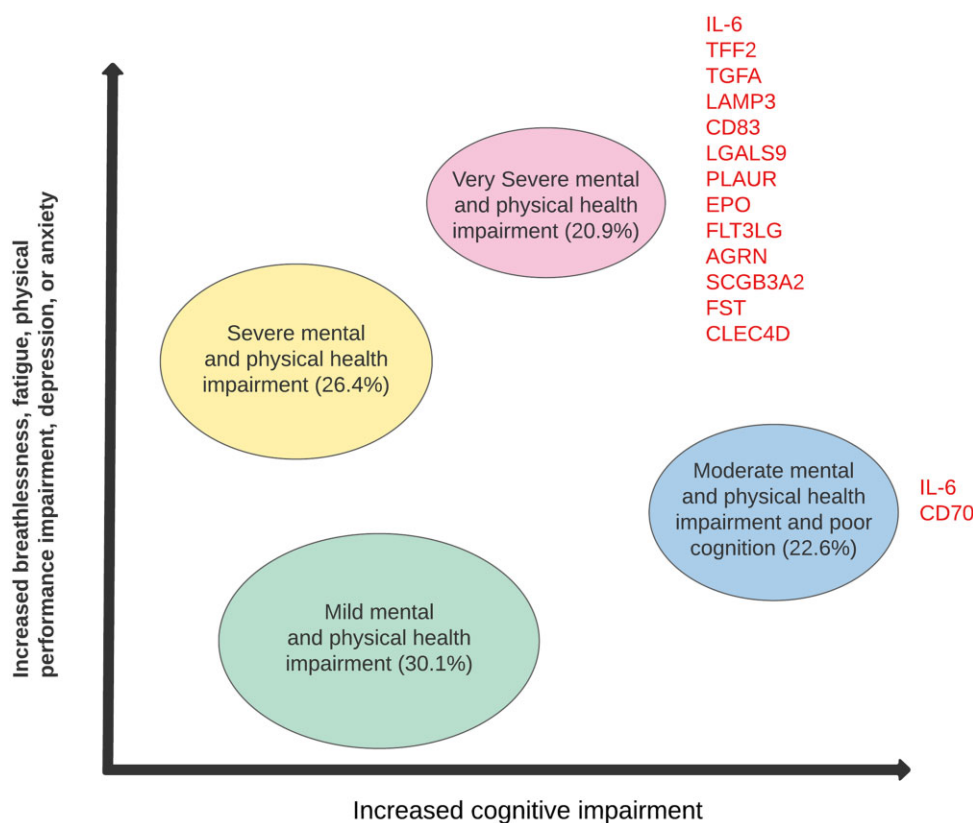 IL-6
TFF2
TGFA
LAMP3
CD83
LGALS9
PLAUR
EPO
FLT3LG
AGRN
SCGB3A2
FST
CLEC4D
Very Severe mental
and physical health
impairment (20.9%)
Severe mental
and physical health
impairment (26.4%)
Moderate mental
and physical health
impairment and poor
cognition (22.6%)
IL-6
CD70
Mild mental
and physical health
impairment (30.1%)
Increased breathlessness, fatigue, physical
performance impairment, depression, or anxiety
Increased cognitive impairment